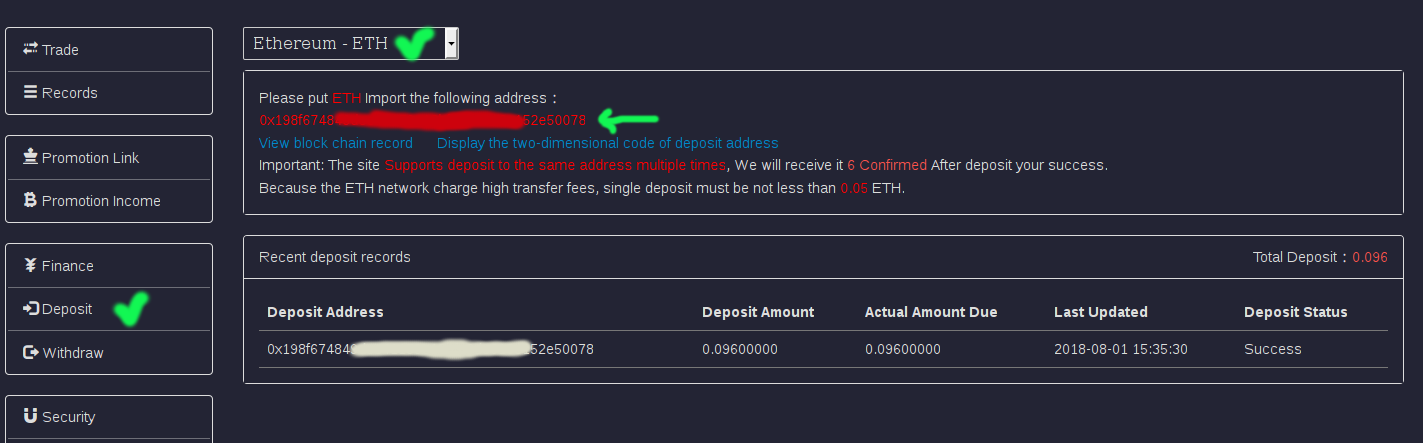 Trade
Records
Promotion Link
Promotion Income
Finance
Deposit
Withdraw
Security
Ethereum - ETH
Please put ETH Import the following address：
0x198f6748 52e50078
View block chain record Display the two-dimensional code of deposit address
Important: The site Supports deposit to the same address multiple times, We will receive it 6 Confirmed After deposit your success.
Because the ETH network charge high transfer fees, single deposit must be not less than 0.05 ETH.
Recent deposit records Total Deposit：0.096
Deposit Address Deposit Amount Actual Amount Due Last Updated Deposit Status
0x198f67484 52e50078 0.09600000 0.09600000 2018-08-01 15:35:30 Success